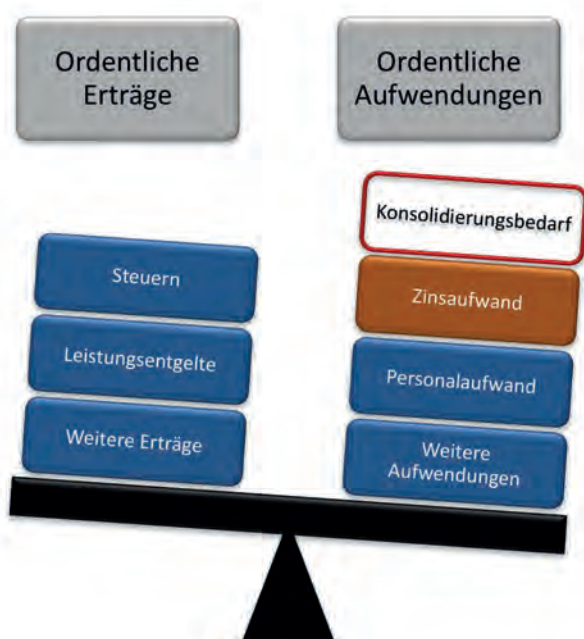 Ordentliche
Erträge
Ordentliche
Aufwendungen
Steuern
Leistungsentgelte
Weitere Erträge
Konsolidierungsbedarf
Zinsaufwand
Personalaufwand
Weitere
Aufwendungen